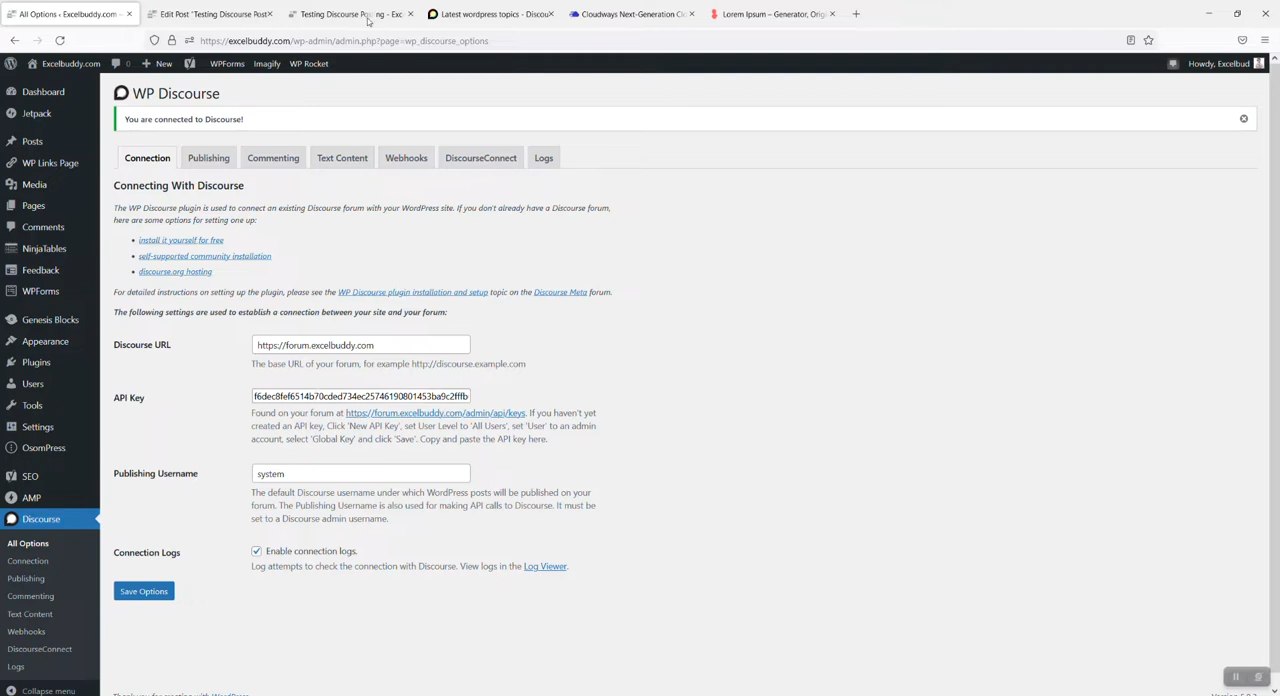 All Options ‹ Excelbuddy.com —
Edit Post "Testing Discourse Post
Testing Discourse Posting - Exc
Latest wordpress topics - Discou
Cloudways Next-Generation Clo
Lorem Ipsum – Generator, Orig
https://excelbuddy.com/wp-admin/admin.php?page=wp_discourse_options
Excelbuddy.com
New
WPForms
Imagify
WP Rocket
Howdy, Excelbud
Dashboard
Jetpack
Posts
WP Links Page
Media
Pages
Comments
NinjaTables
Feedback
WPForms
Genesis Blocks
Appearance
Plugins
Users
Tools
Settings
OsomPress
SEO
AMP
Discourse
All Options
Connection
Publishing
Commenting
Text Content
Webhooks
DiscourseConnect
Logs
Collapse menu
WP Discourse
You are connected to Discourse!
Connection
Publishing
Commenting
Text Content
Webhooks
DiscourseConnect
Logs
Connecting With Discourse
The WP Discourse plugin is used to connect an existing Discourse forum with your WordPress site. If you don't already have a Discourse forum,
here are some options for setting one up:
• install it yourself for free
• self-supported community installation
• discourse.org hosting
For detailed instructions on setting up the plugin, please see the WP Discourse plugin installation and setup topic on the Discourse Meta forum.
The following settings are used to establish a connection between your site and your forum:
Discourse URL
https://forum.excelbuddy.com
The base URL of your forum, for example http://discourse.example.com
API Key
f6dec8fef6514b70cded734ec25746190801453ba9c2fffb
Found on your forum at https://forum.excelbuddy.com/admin/api/keys. If you haven't yet
created an API key, Click 'New API Key', set User Level to 'All Users', set 'User' to an admin
account, select 'Global Key' and click 'Save'. Copy and paste the API key here.
Publishing Username
system
The default Discourse username under which WordPress posts will be published on your
forum. The Publishing Username is also used for making API calls to Discourse. It must be
set to a Discourse admin username.
Connection Logs
Enable connection logs.
Log attempts to check the connection with Discourse. View logs in the Log Viewer.
Save Options